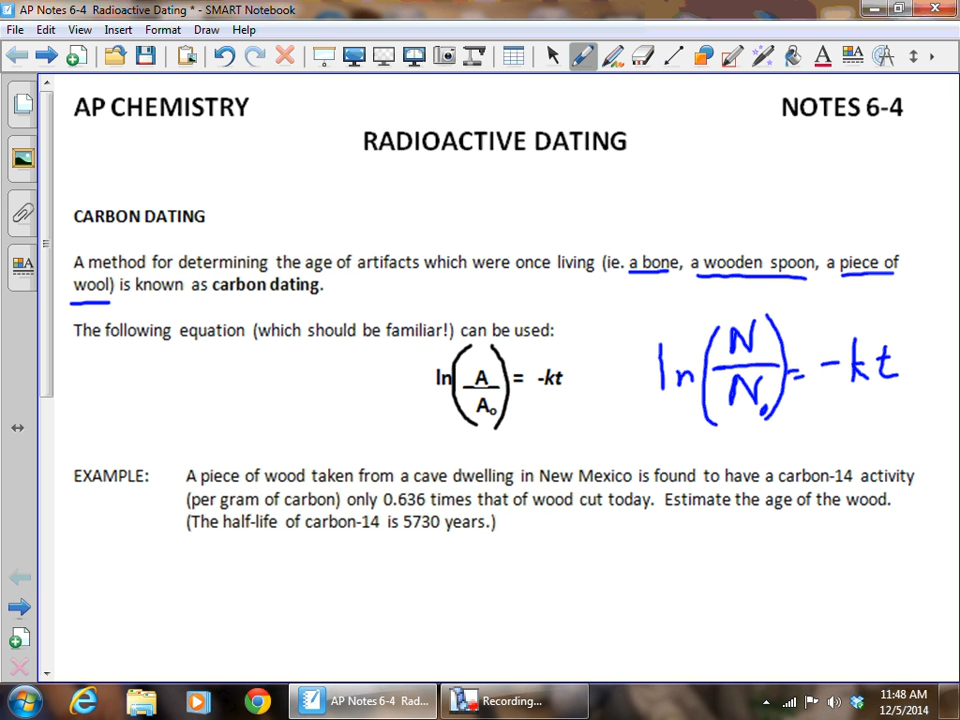 AP Notes 6-4 Radioactive Dating * - SMART Notebook
File Edit View Insert Format Draw Help
AP CHEMISTRY NOTES 6-4
RADIOACTIVE DATING
CARBON DATING
A method for determining the age of artifacts which were once living (ie. a bone, a wooden spoon, a piece of
wool) is known as carbon dating.
The following equation (which should be familiar!) can be used:
ln(A/A₀) = -kt
ln(N/N₀) = -kt
EXAMPLE: A piece of wood taken from a cave dwelling in New Mexico is found to have a carbon-14 activity
(per gram of carbon) only 0.636 times that of wood cut today. Estimate the age of the wood.
(The half-life of carbon-14 is 5730 years.)
AP Notes 6-4 Rad... Recording...
11:48 AM
12/5/2014